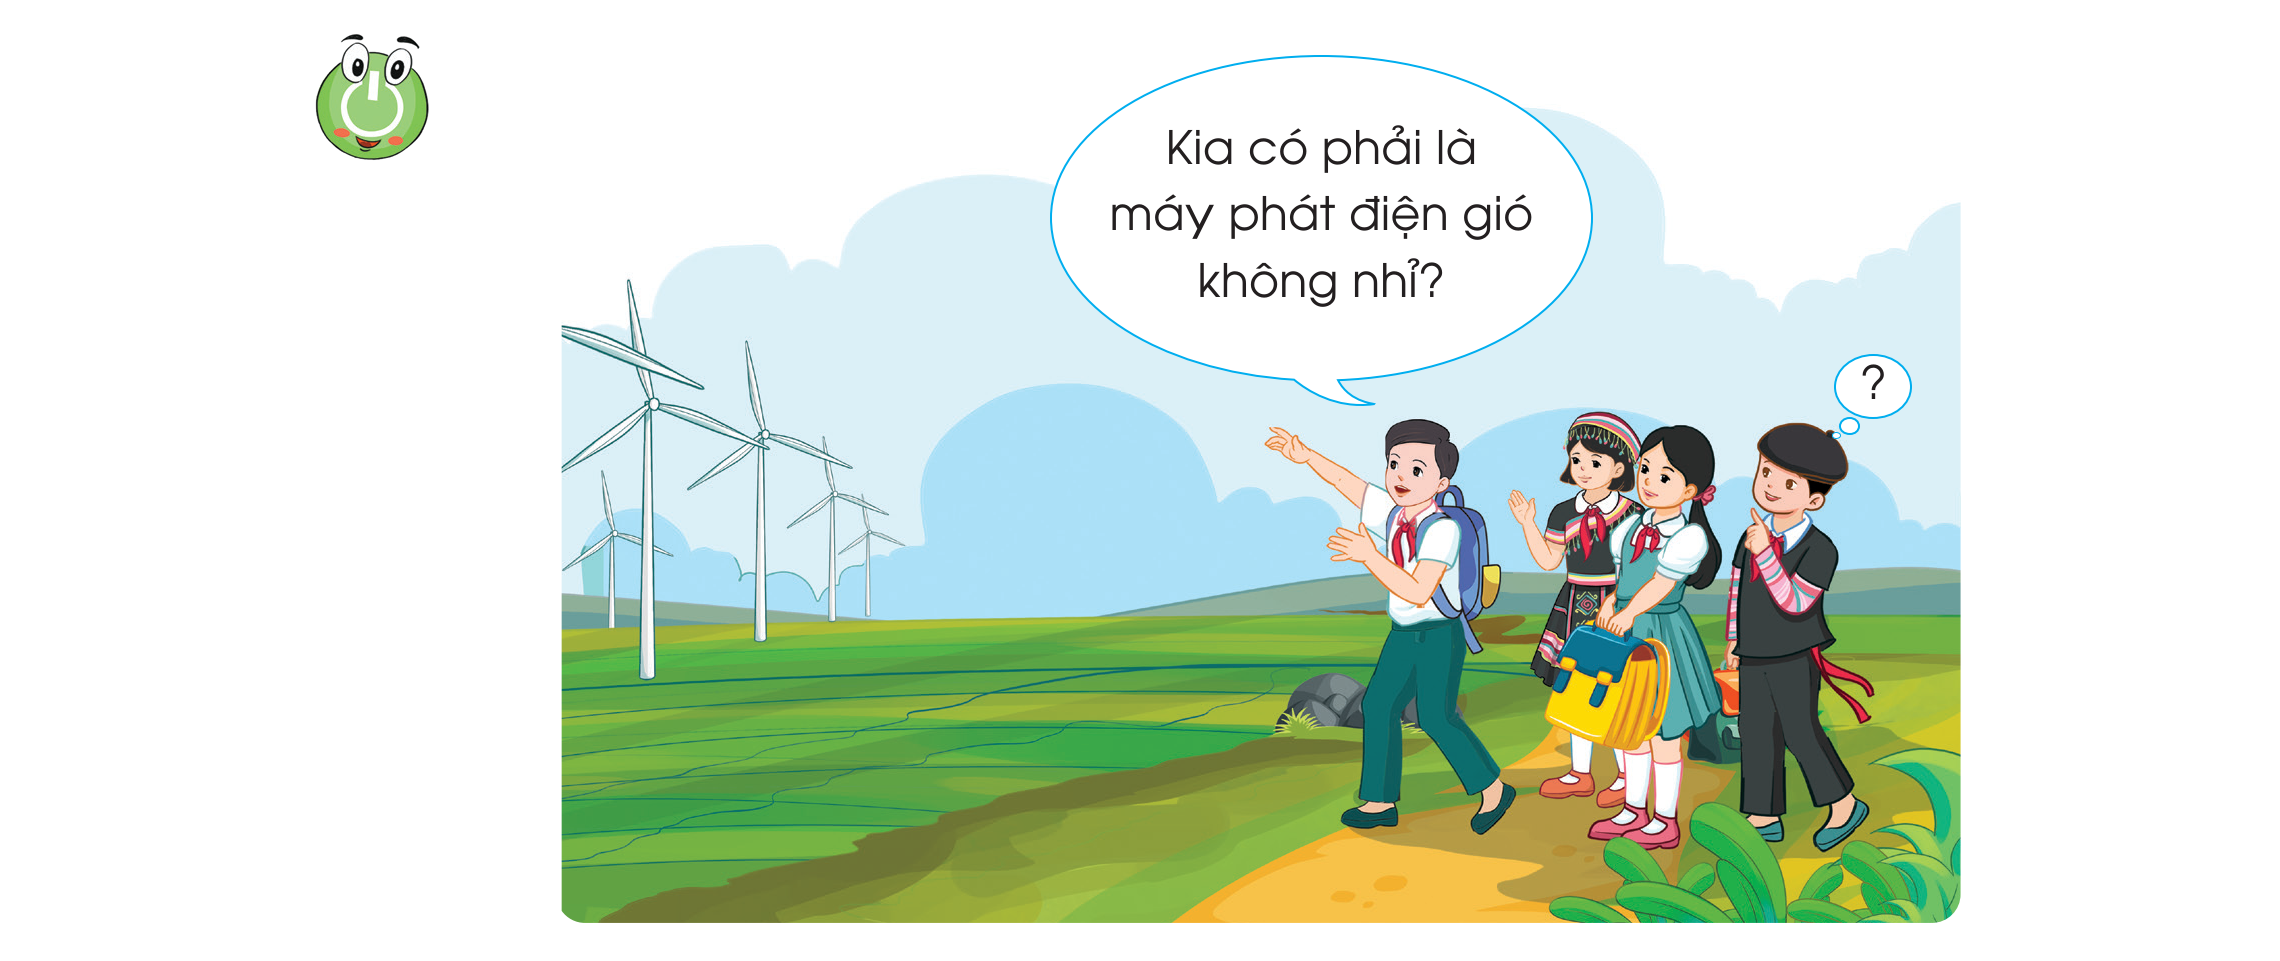 Kia có phải là
máy phát điện gió
không nhỉ?
?